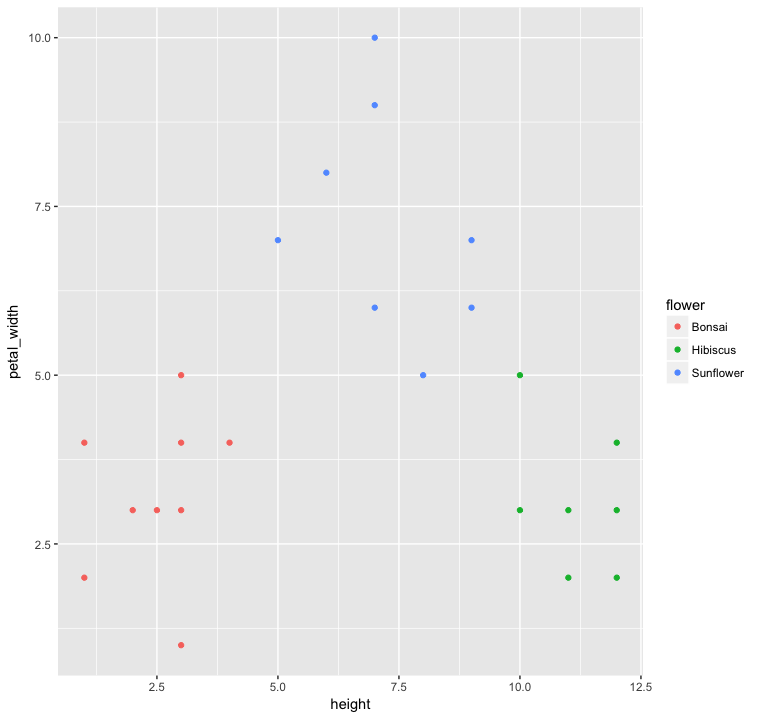 10.0
7.5
5.0
2.5
petal_width
2.5 5.0 7.5 10.0 12.5
height
flower
Bonsai
Hibiscus
Sunflower